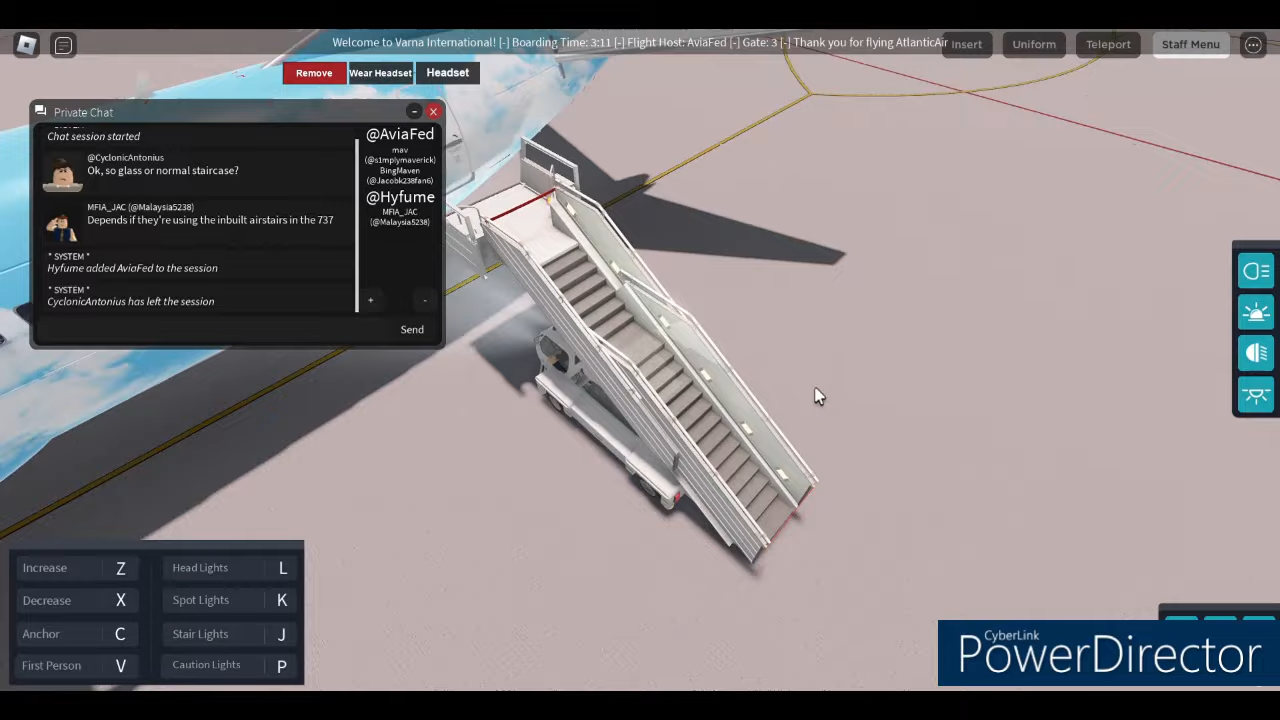 Welcome to Varna International! [-] Boarding Time: 3:11 [-] Flight Host: AviaFed [-] Gate: 3 [-] Thank you for flying AtlanticAir
Insert
Uniform
Teleport
Staff Menu
Remove
Wear Headset
Headset
Private Chat
Chat session started
@CyclonicAntonius
Ok, so glass or normal staircase?
MFIA_JAC (@Malaysia5238)
Depends if they're using the inbuilt airstairs in the 737
* SYSTEM *
Hyfume added AviaFed to the session
* SYSTEM *
CyclonicAntonius has left the session
@AviaFed
mav
(@s1mplymaverick)
BingMaven
(@Jacobk238fan6)
@Hyfume
MFIA_JAC
(@Malaysia5238)
+ -
Send
Increase Z
Decrease X
Anchor C
First Person V
Head Lights L
Spot Lights K
Stair Lights J
Caution Lights P
CyberLink
PowerDirector